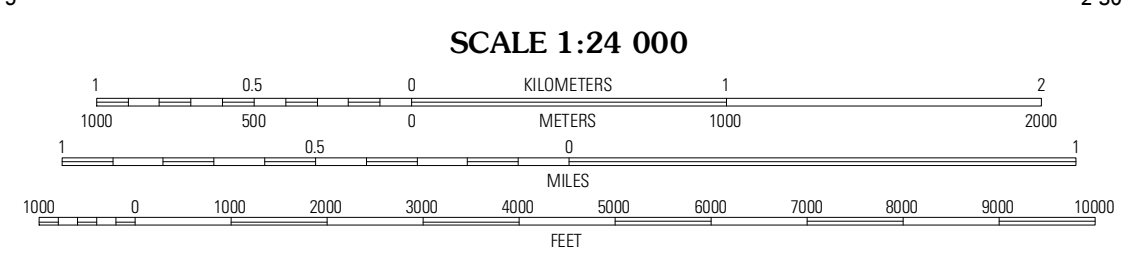 SCALE 1:24 000
1 0.5 0 KILOMETERS 1 2
1000 500 0 METERS 1000 2000
1 0.5 0 1
MILES
1000 0 1000 2000 3000 4000 5000 6000 7000 8000 9000 10000
FEET